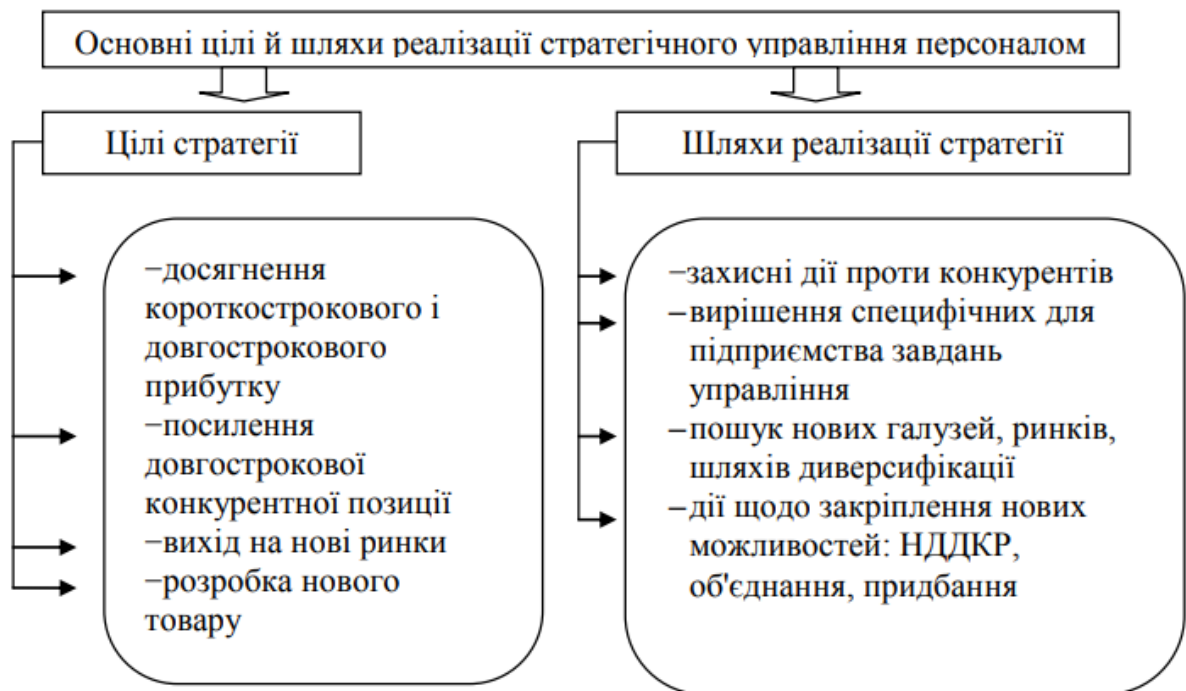 Основні цілі й шляхи реалізації стратегічного управління персоналом
Цілі стратегії
−досягнення
короткострокового і
довгострокового
прибутку
−посилення
довгострокової
конкурентної позиції
−вихід на нові ринки
−розробка нового
товару
Шляхи реалізації стратегії
−захисні дії проти конкурентів
−вирішення специфічних для
підприємства завдань
управління
−пошук нових галузей, ринків,
шляхів диверсифікації
−дії щодо закріплення нових
можливостей: НДДКР,
об'єднання, придбання